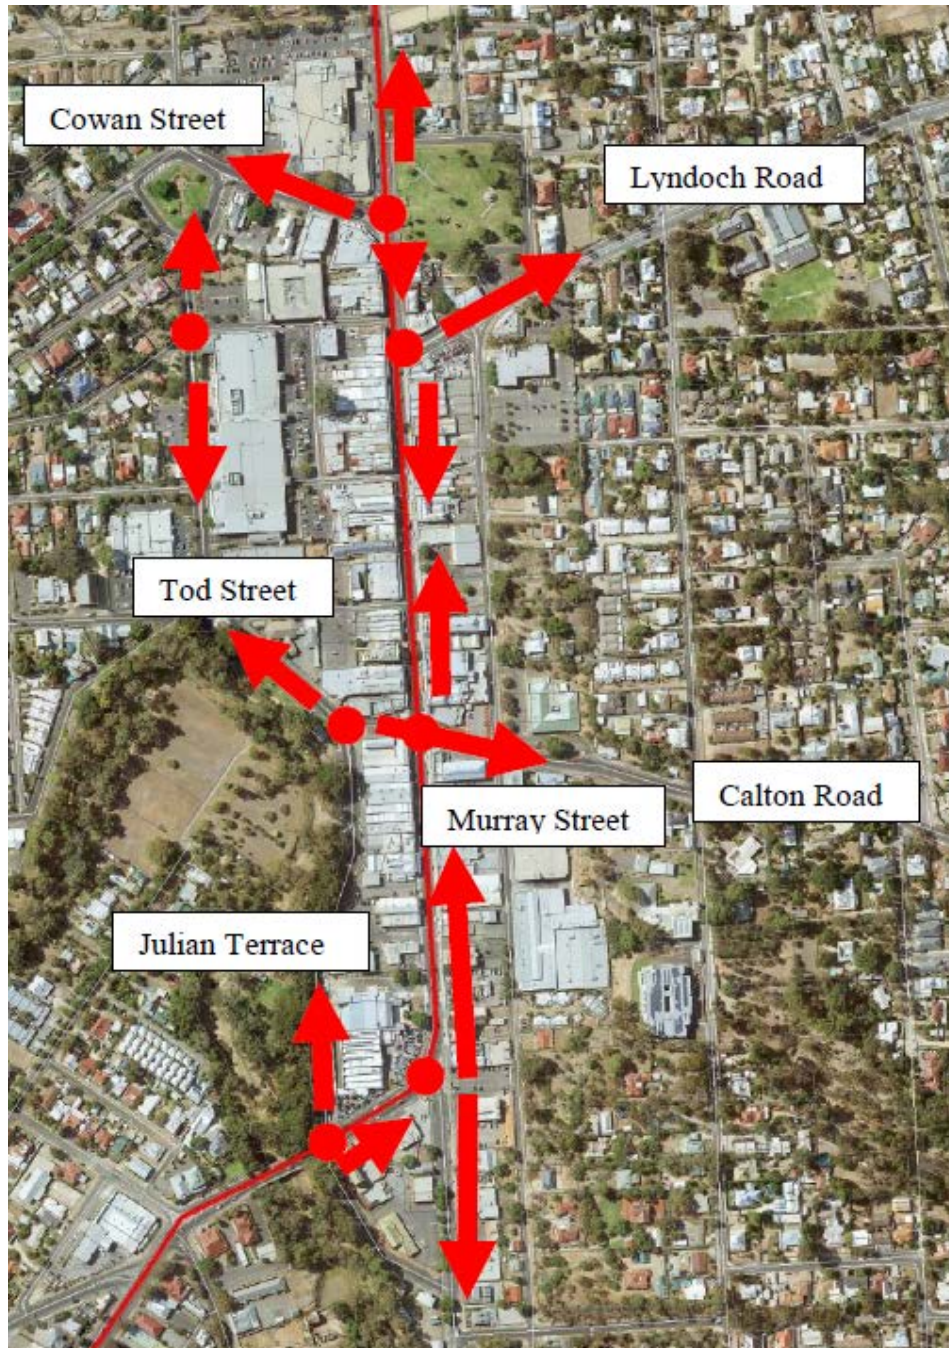 Cowan Street
Lyndoch Road
Tod Street
Calton Road
Murray Street
Julian Terrace